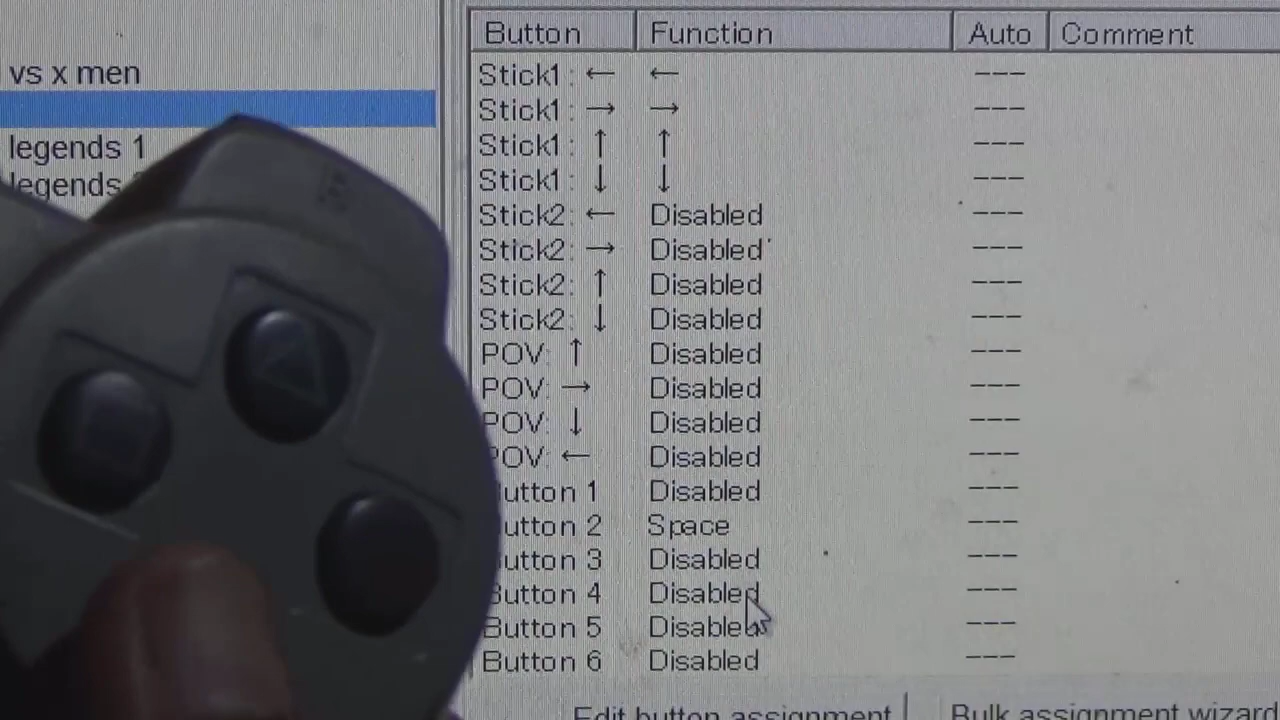 Button Function Auto Comment
vs x men
legends 1
legends
Stick1: ← ← ---
Stick1: → → ---
Stick1: ↑ ↑ ---
Stick1: ↓ ↓ ---
Stick2: ← Disabled ---
Stick2: → Disabled ---
Stick2: ↑ Disabled ---
Stick2: ↓ Disabled ---
POV: ↑ Disabled ---
POV: → Disabled ---
POV: ↓ Disabled ---
POV: ← Disabled ---
Button 1 Disabled ---
Button 2 Space ---
Button 3 Disabled ---
Button 4 Disabled ---
Button 5 Disabled ---
Button 6 Disabled ---
Edit button assignment Bulk assignment wizard